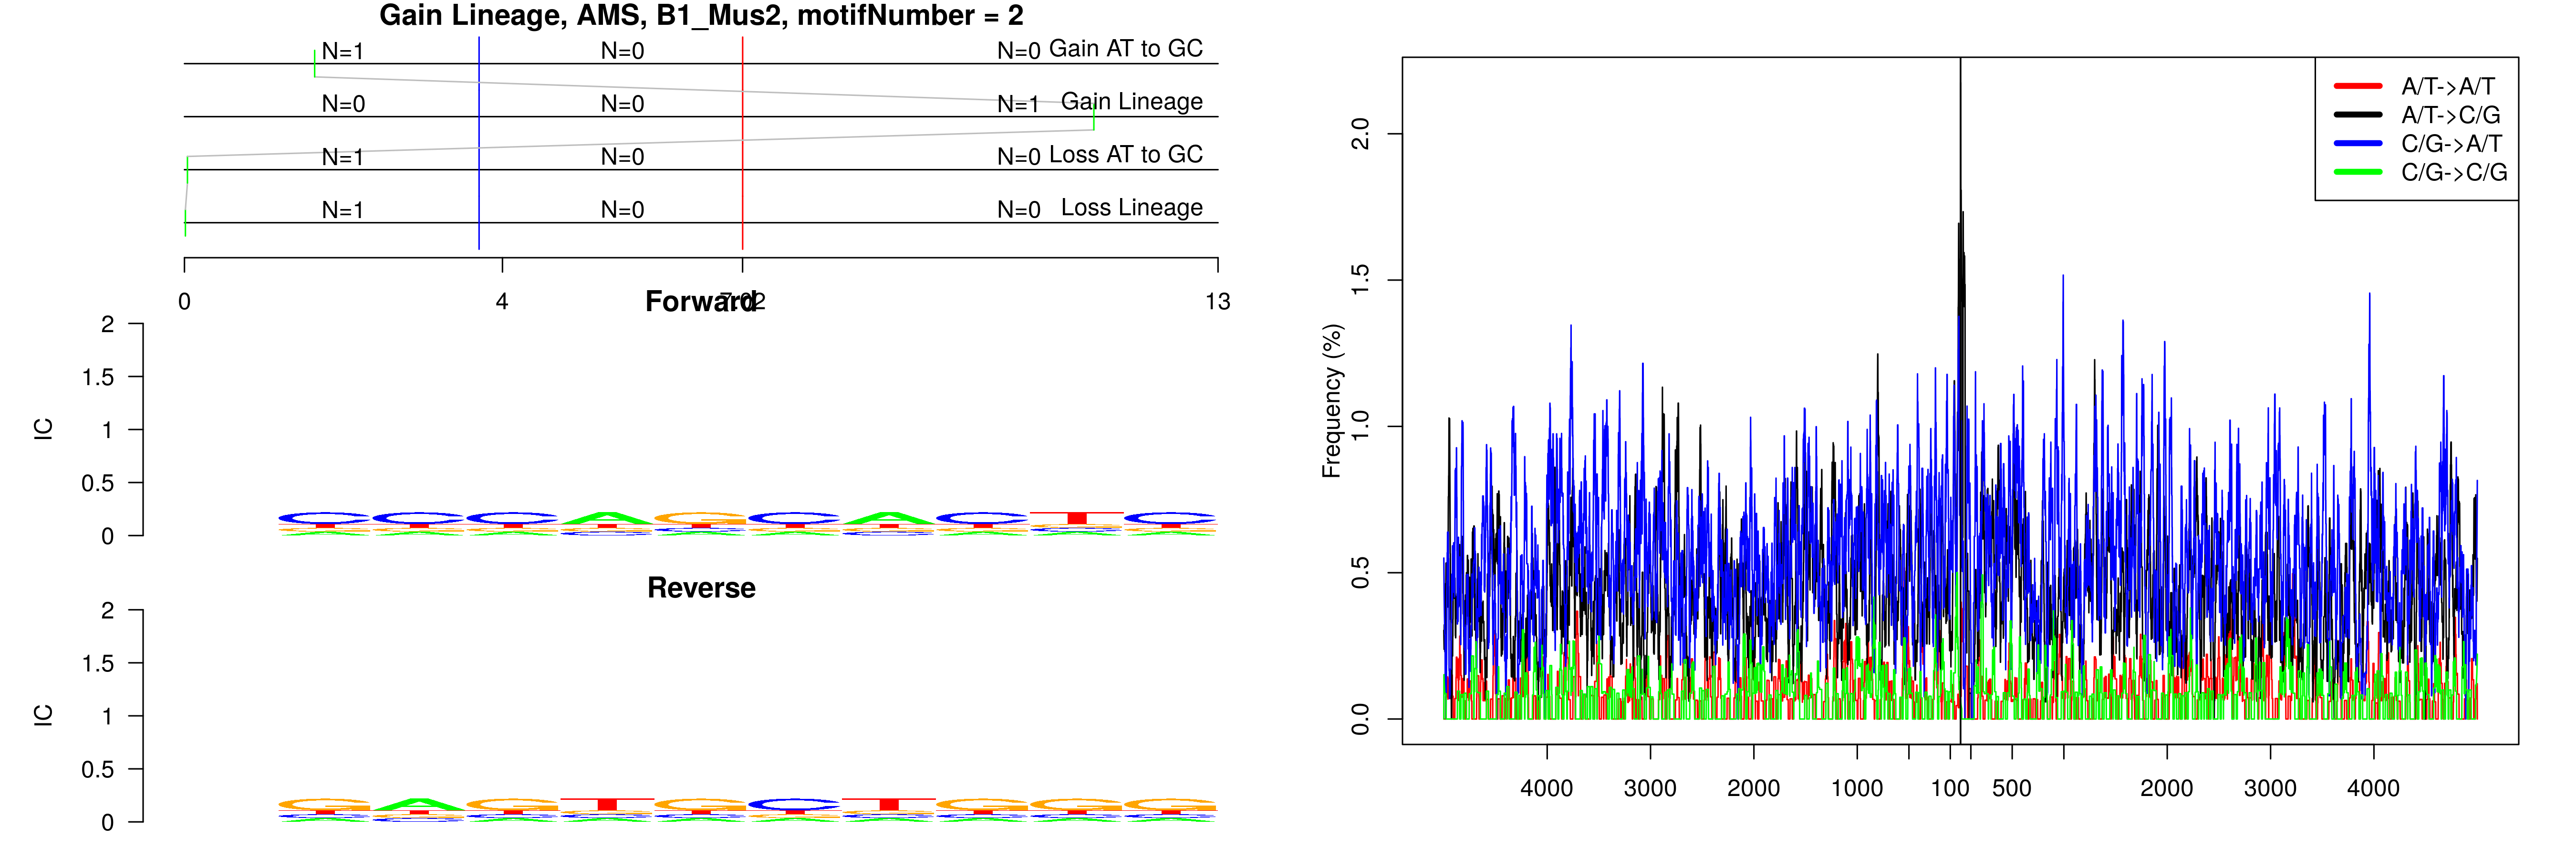 Gain Lineage, AMS, B1_Mus2, motifNumber = 2
N=1 N=0 N=0 Gain AT to GC
N=0 N=0 N=1 Gain Lineage
N=1 N=0 N=0 Loss AT to GC
N=1 N=0 N=0 Loss Lineage
0 4 7.02 13
Forward
2
1.5
1
0.5
0
IC
C C C A G C A C T C
Reverse
2
1.5
1
0.5
0
IC
G A G T G C T G G G
A/T->A/T
A/T->C/G
C/G->A/T
C/G->C/G
Frequency (%)
2.0
1.5
1.0
0.5
0.0
4000 3000 2000 1000 100 500 2000 3000 4000